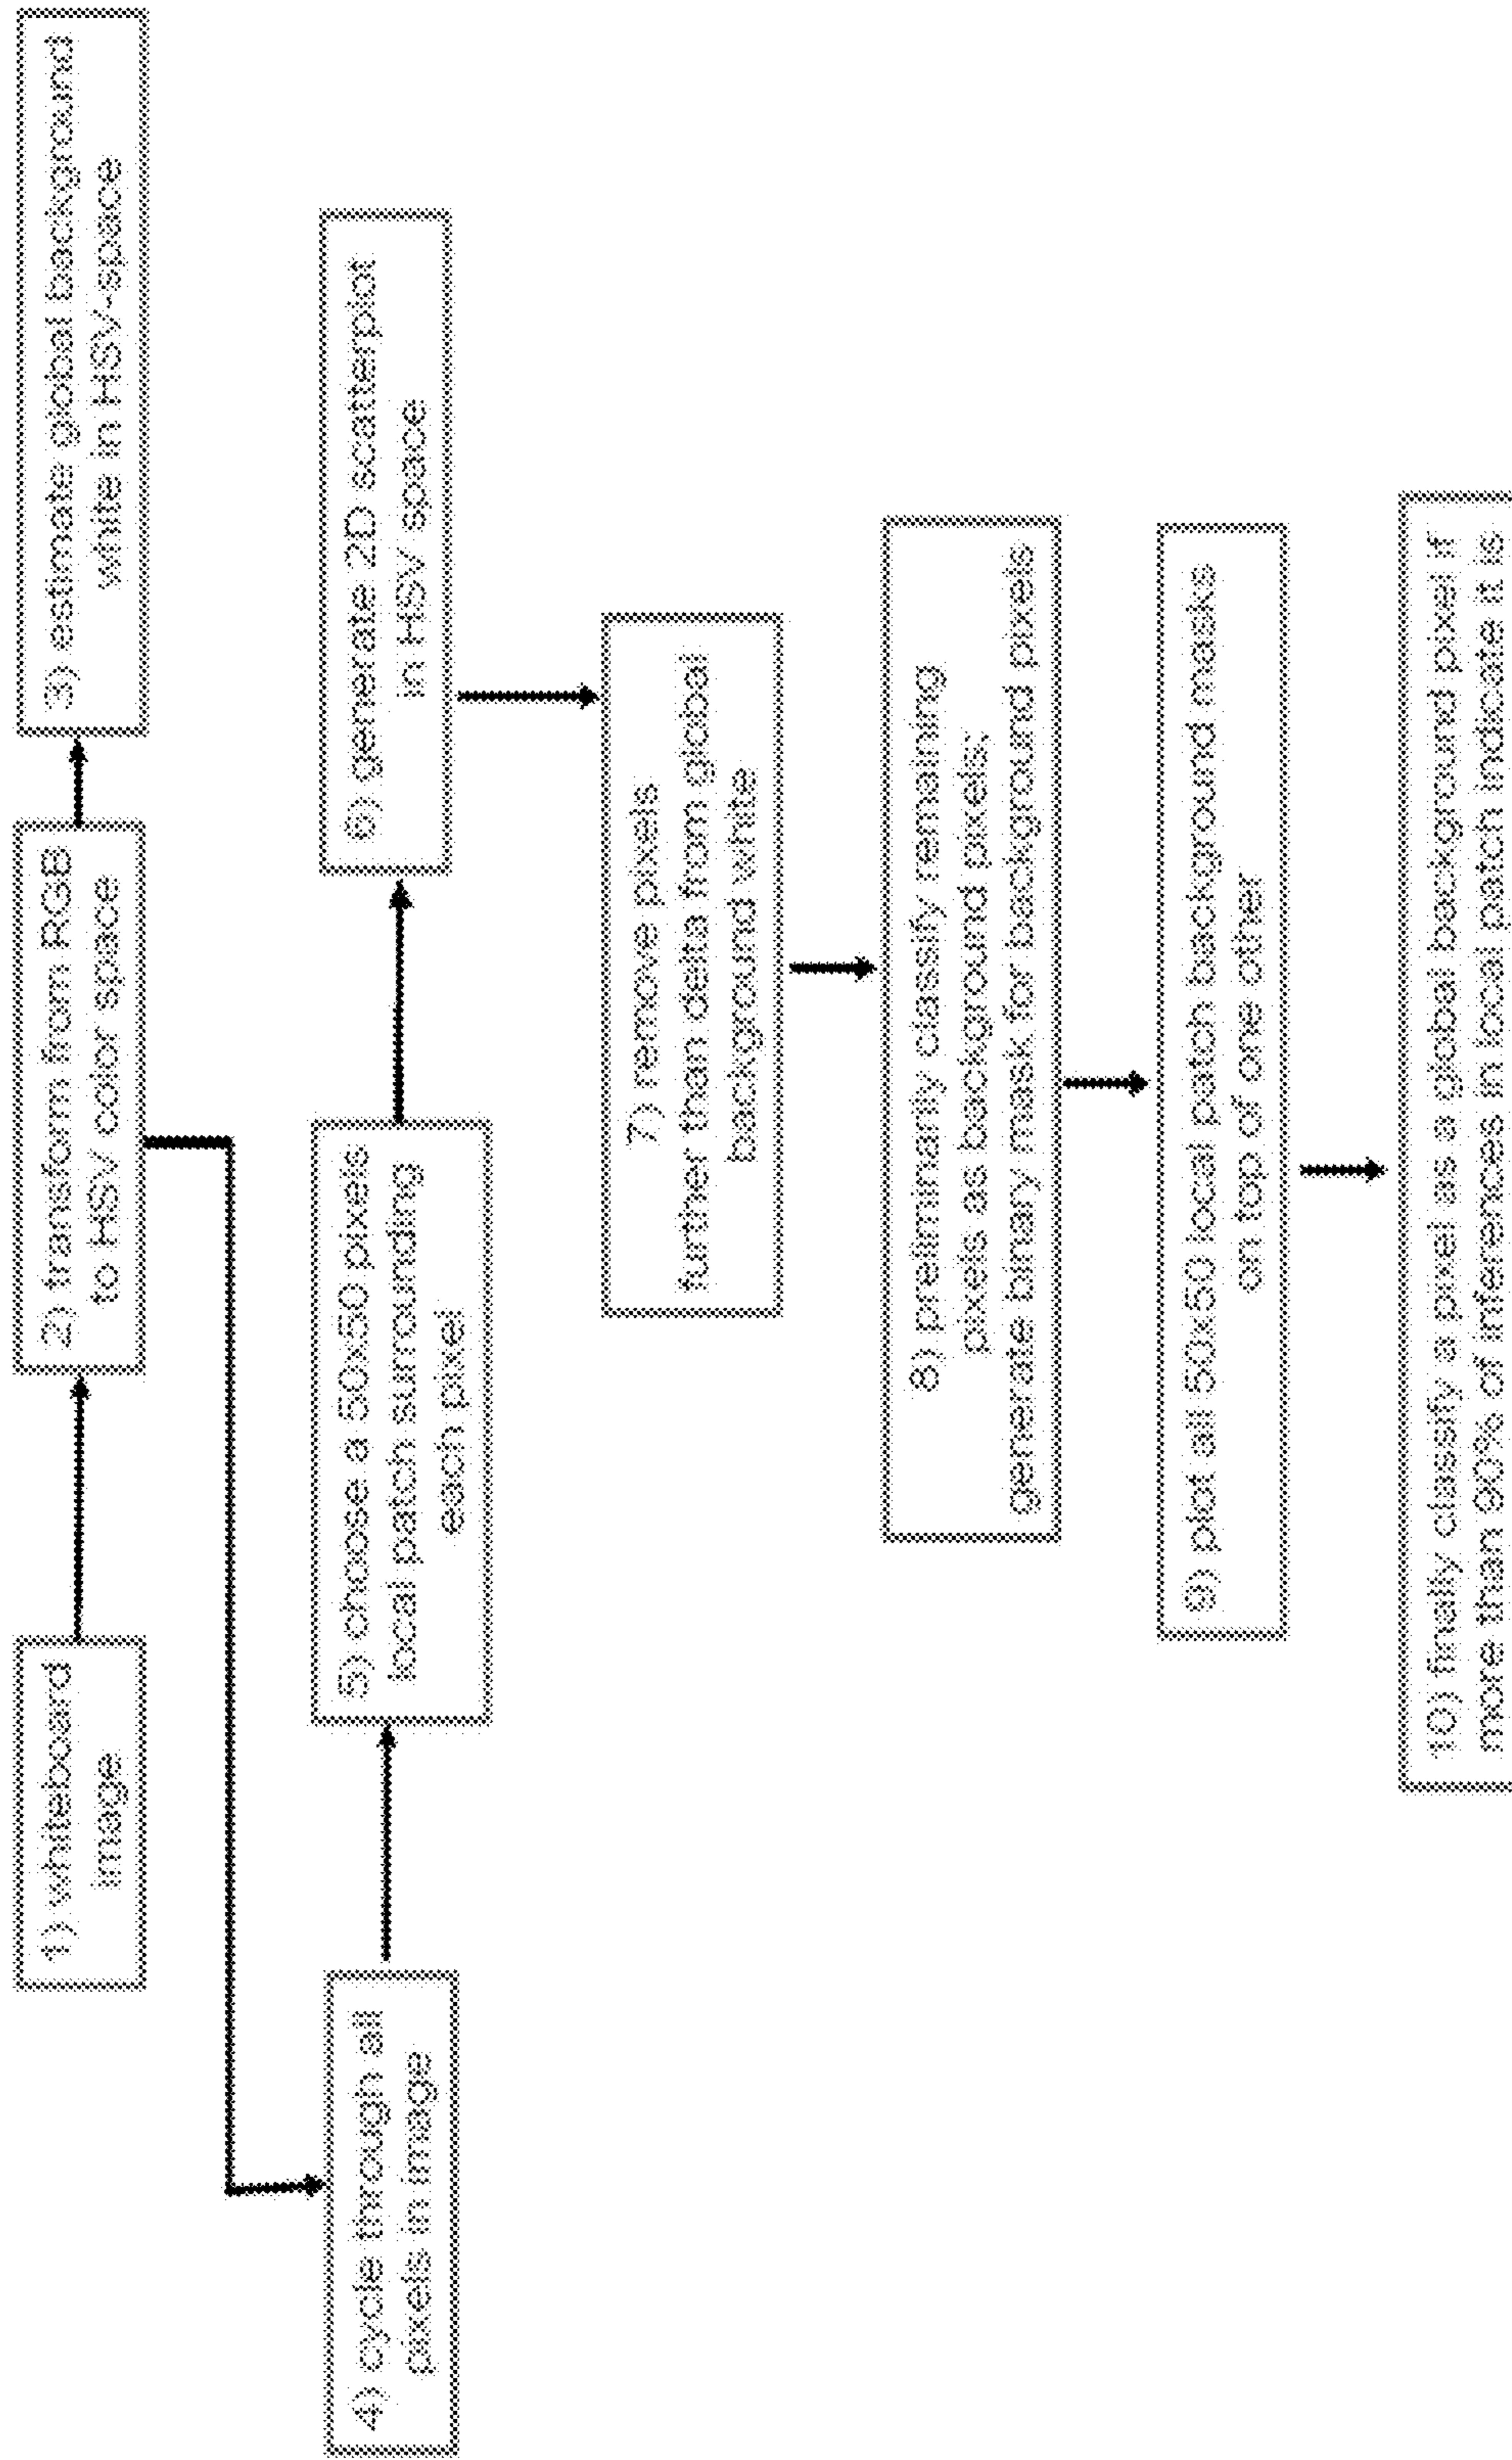 1) whiteboard
image
2) transform from RGB
to HSV color space
3) estimate global background
white in HSV-space
4) cycle through all
pixels in image
5) choose a 50x50 pixels
local patch surrounding
each pixel
6) generate 2D scatterplot
in HSV space
7) remove pixels
further than delta from global
background white
8) preliminarily classify remaining
pixels as background pixels;
generate binary mask for background pixels
9) plot all 50x50 local patch background masks
on top of one other
10) finally classify a pixel as a global background pixel if
more than 90% of inferences in local patch indicate it is